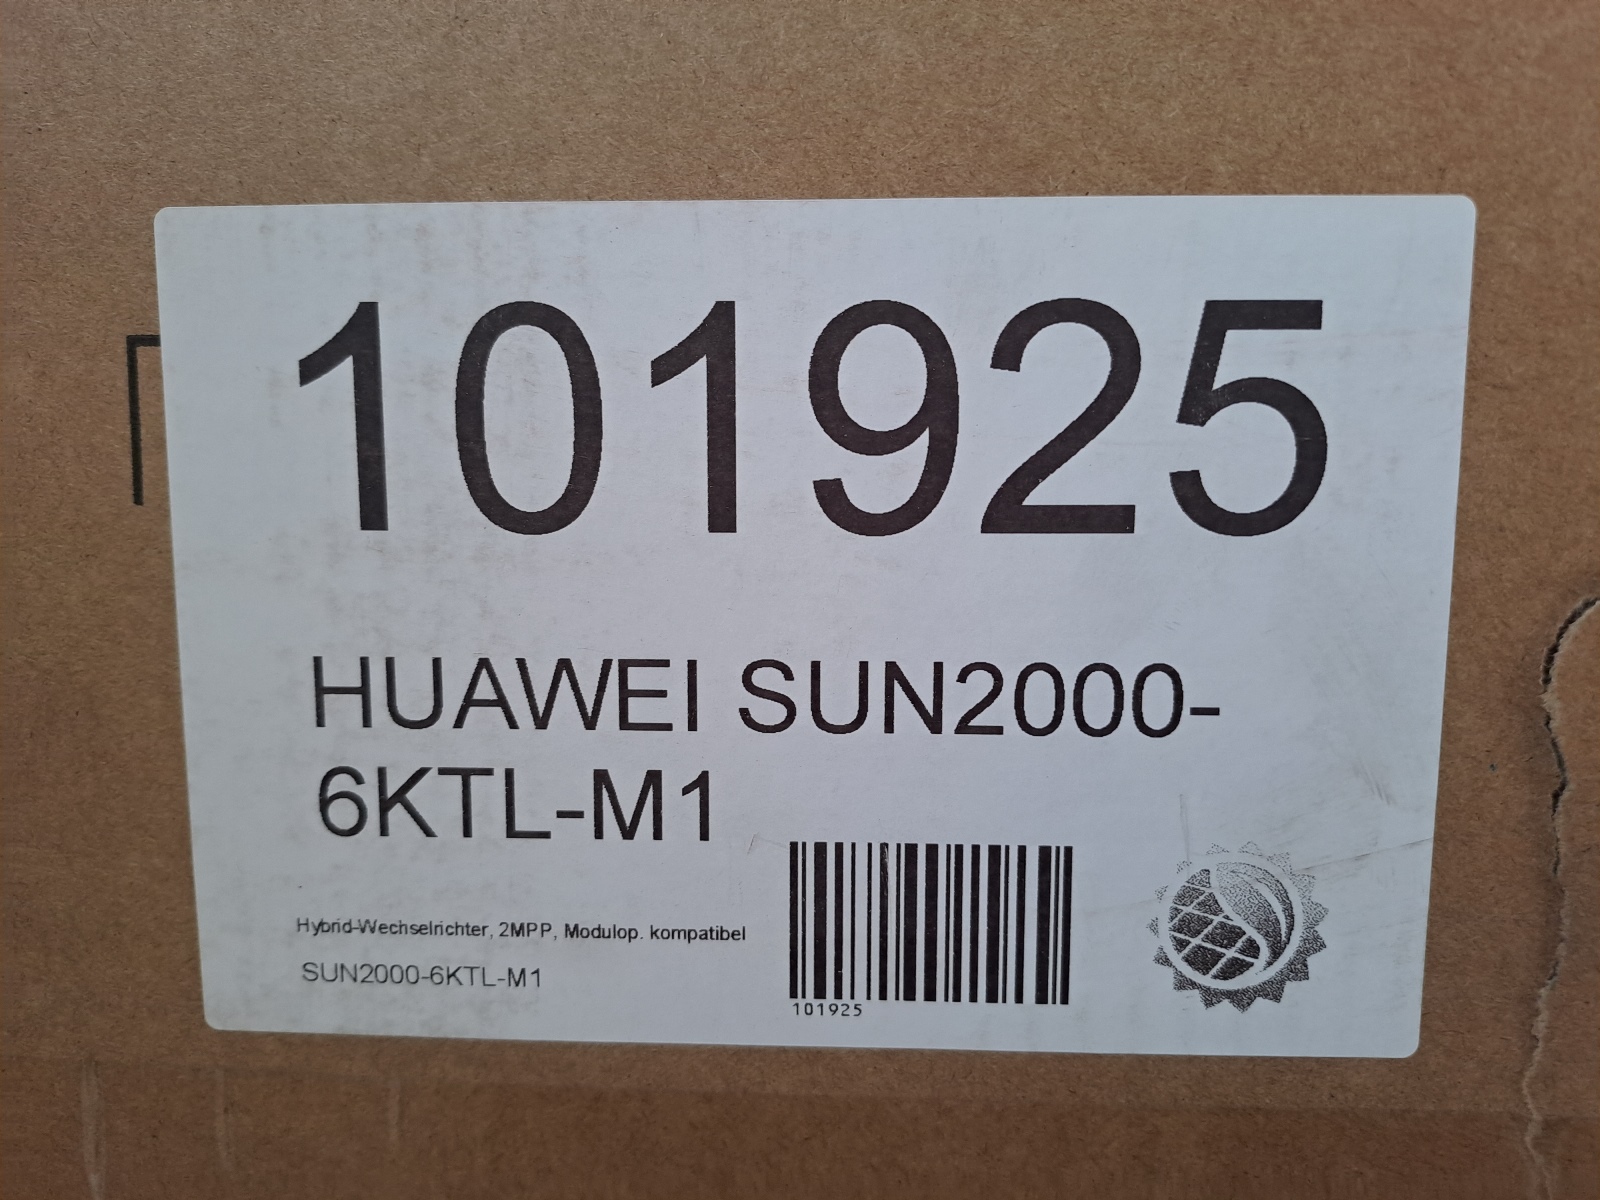 101925
HUAWEI SUN2000-
6KTL-M1
Hybrid-Wechselrichter, 2MPP, Modulop. kompatibel
SUN2000-6KTL-M1
101925